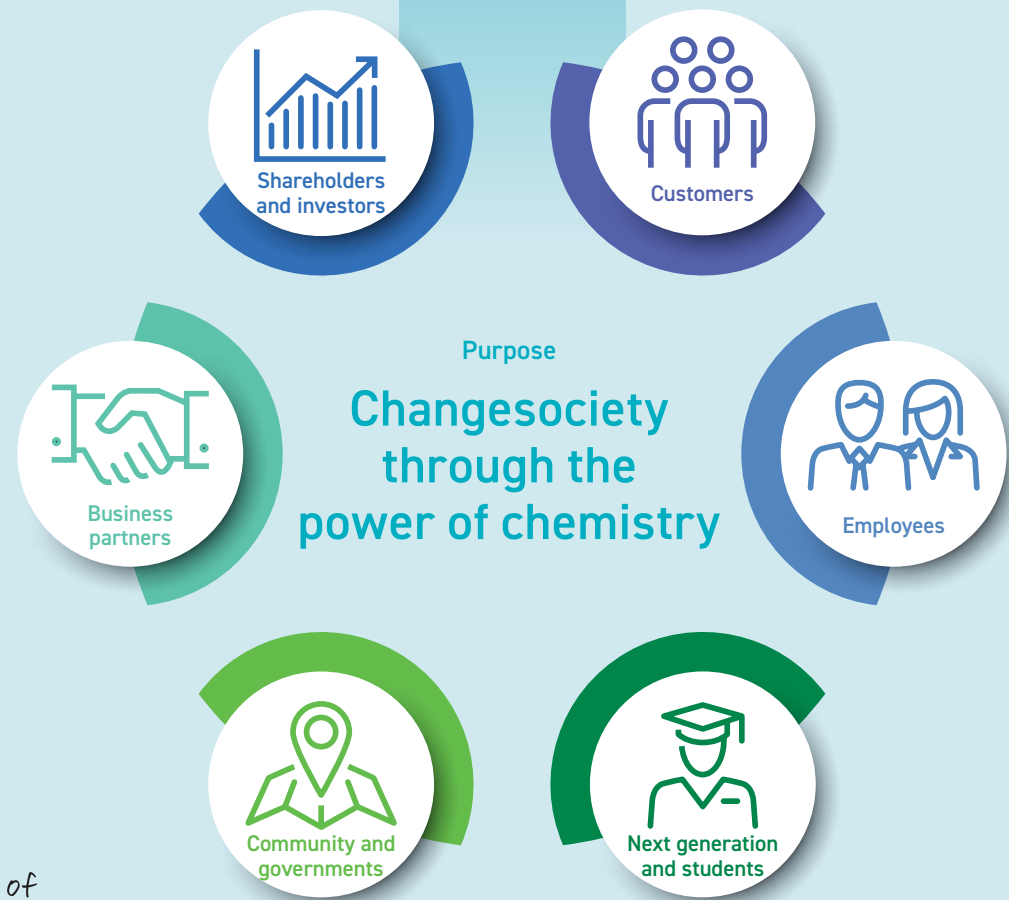 Shareholders
and investors
Customers
Purpose
Changesociety
through the
power of chemistry
Business
partners
Employees
Community and
governments
Next generation
and students
of